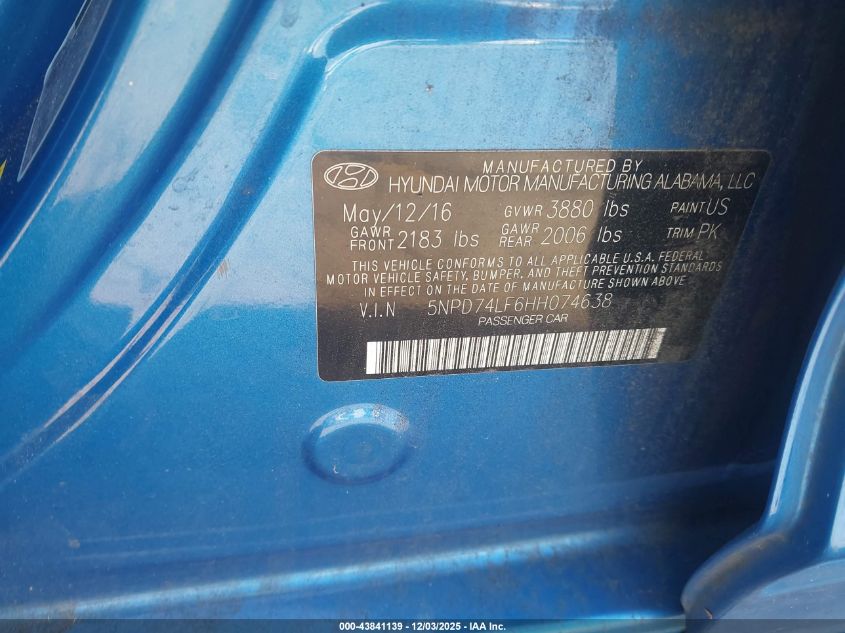 MANUFACTURED BY
HYUNDAI MOTOR MANUFACTURING ALABAMA, LLC
May/12/16 GVWR 3880 lbs PAINT US
GAWR FRONT 2183 lbs GAWR REAR 2006 lbs TRIM PK
THIS VEHICLE CONFORMS TO ALL APPLICABLE U.S.A. FEDERAL
MOTOR VEHICLE SAFETY, BUMPER, AND THEFT PREVENTION STANDARDS
IN EFFECT ON THE DATE OF MANUFACTURE SHOWN ABOVE.
V.I.N 5NPD74LF6HH074638
PASSENGER CAR
000-43841139 - 12/03/2025 - IAA Inc.